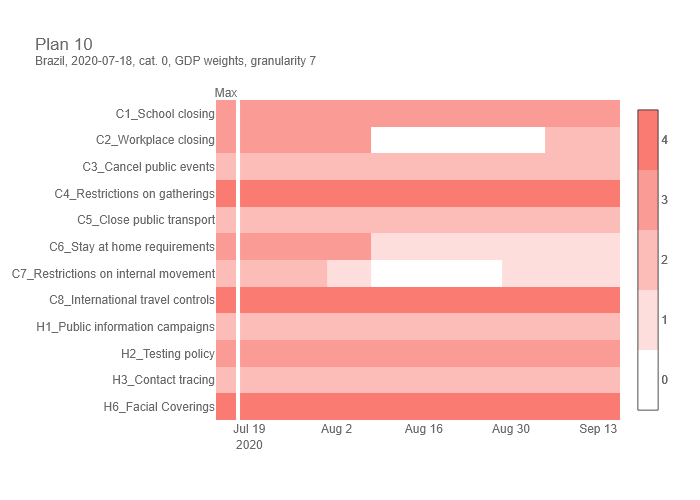 Plan 10
Brazil, 2020-07-18, cat. 0, GDP weights, granularity 7
Max
C1_School closing
C2_Workplace closing
C3_Cancel public events
C4_Restrictions on gatherings
C5_Close public transport
C6_Stay at home requirements
C7_Restrictions on internal movement
C8_International travel controls
H1_Public information campaigns
H2_Testing policy
H3_Contact tracing
H6_Facial Coverings
Jul 19 Aug 2 Aug 16 Aug 30 Sep 13
2020
4
3
2
1
0